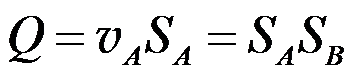 Q = v_A S_A = S_A S_B